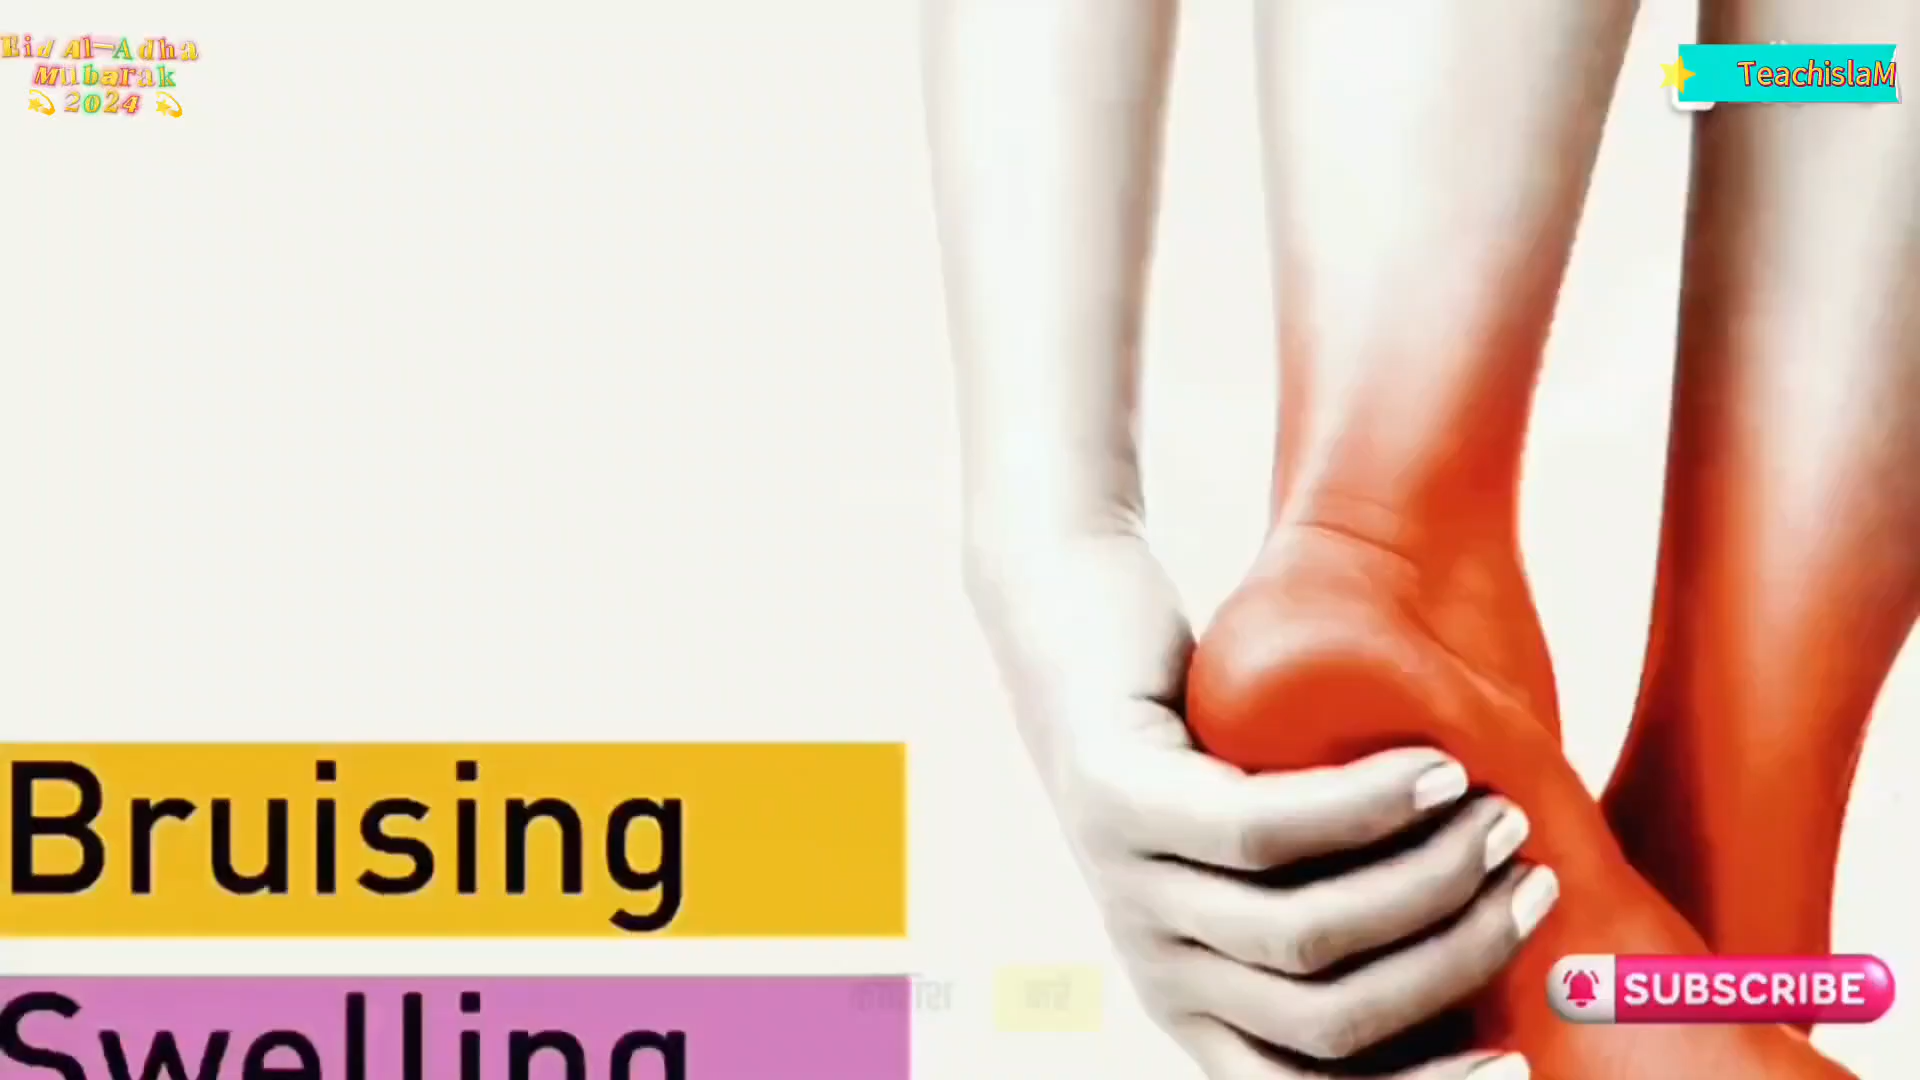 Eid Al-Adha
Mubarak
2024
TeachislaM
Bruising
Swelling
SUBSCRIBE